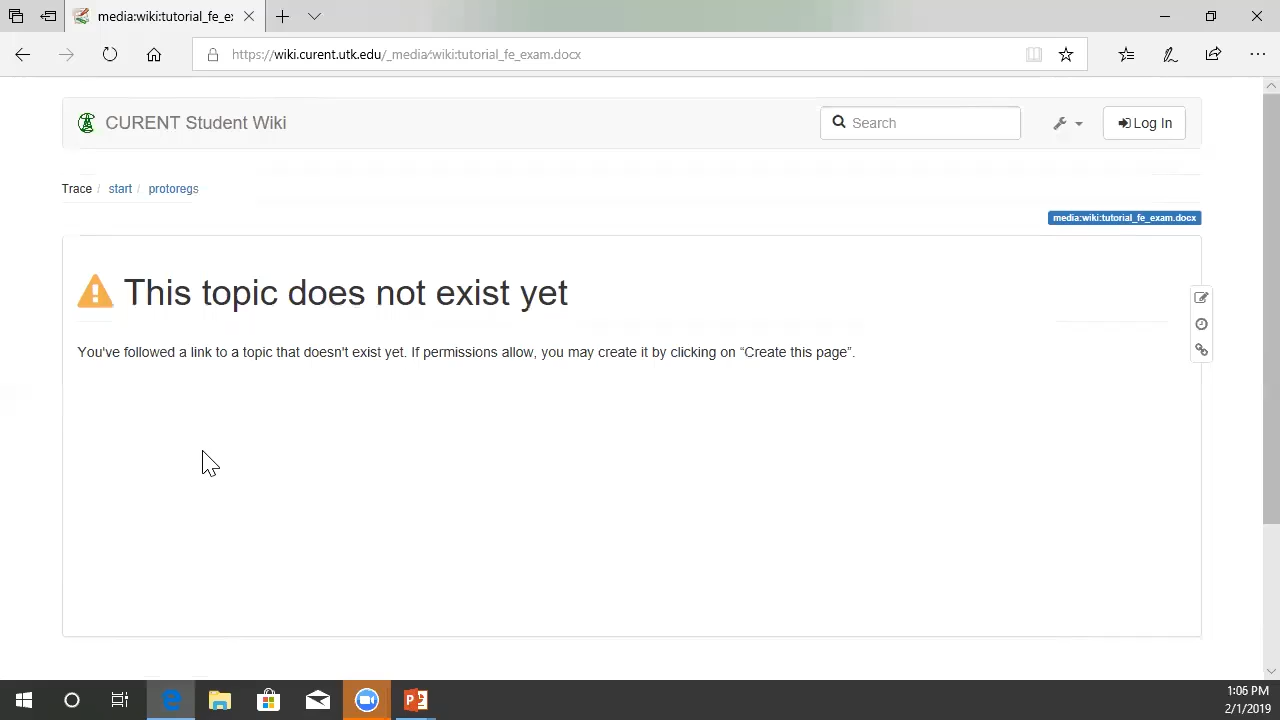 media:wiki:tutorial_fe_e
https://wiki.curent.utk.edu/_media/wiki:tutorial_fe_exam.docx
CURENT Student Wiki
Search
Log In
Trace / start / protoregs
media:wiki:tutorial_fe_exam.docx
This topic does not exist yet
You've followed a link to a topic that doesn't exist yet. If permissions allow, you may create it by clicking on “Create this page”.
1:06 PM
2/1/2019